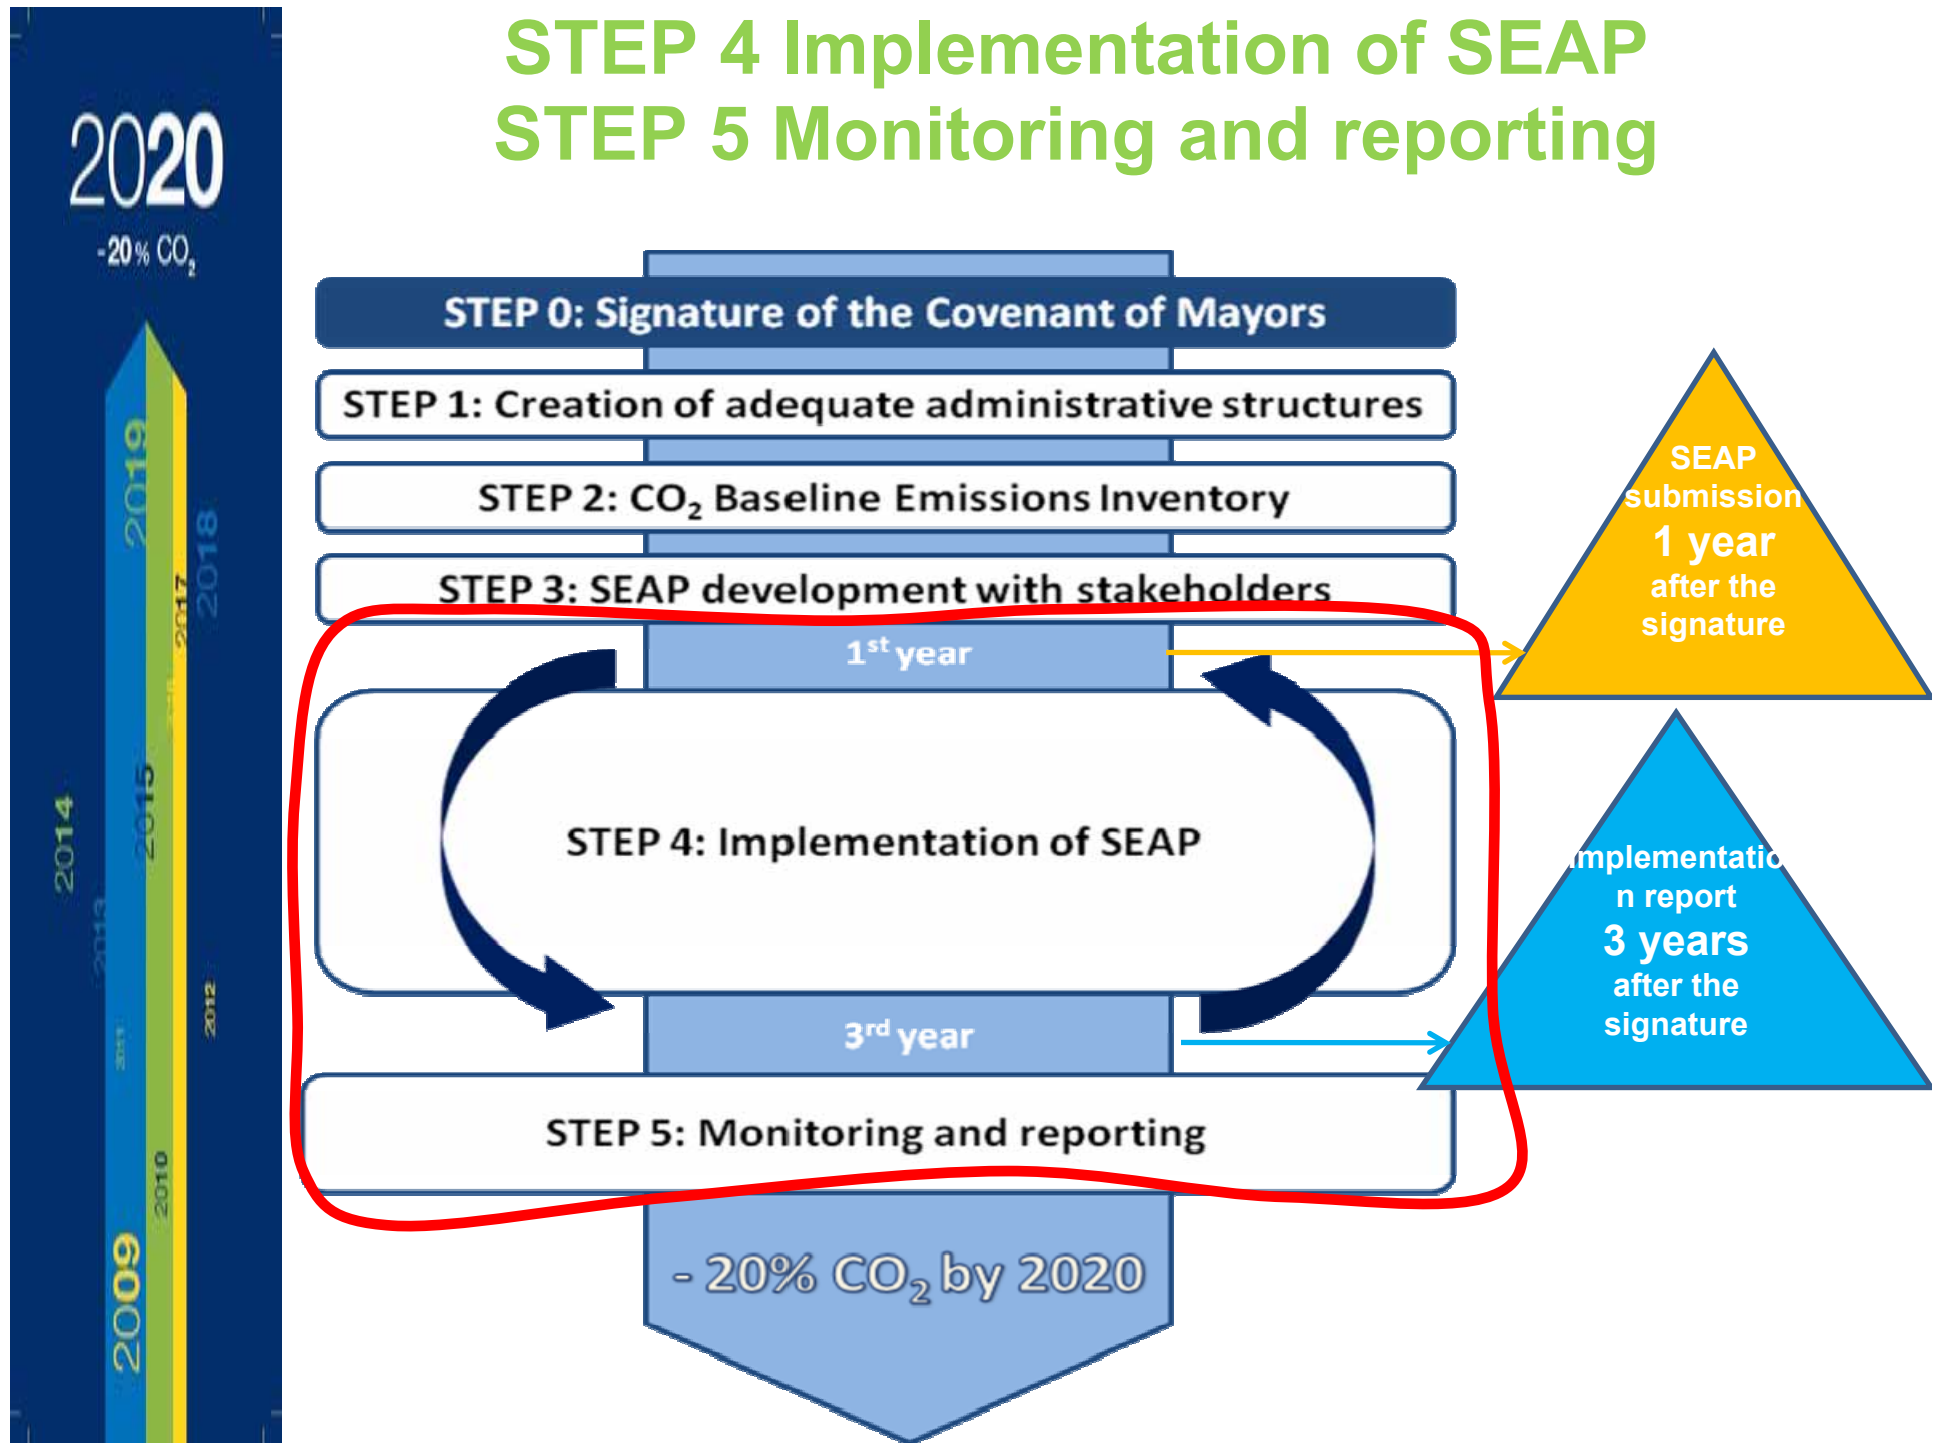 STEP 4 Implementation of SEAP
STEP 5 Monitoring and reporting
2020
-20% CO₂
2019
2018
2017
2015
2014
2013
2012
2011
2010
2009
STEP 0: Signature of the Covenant of Mayors
STEP 1: Creation of adequate administrative structures
STEP 2: CO₂ Baseline Emissions Inventory
STEP 3: SEAP development with stakeholders
1st year
STEP 4: Implementation of SEAP
3rd year
STEP 5: Monitoring and reporting
- 20% CO₂ by 2020
SEAP
submission
1 year
after the
signature
Implementatio
n report
3 years
after the
signature